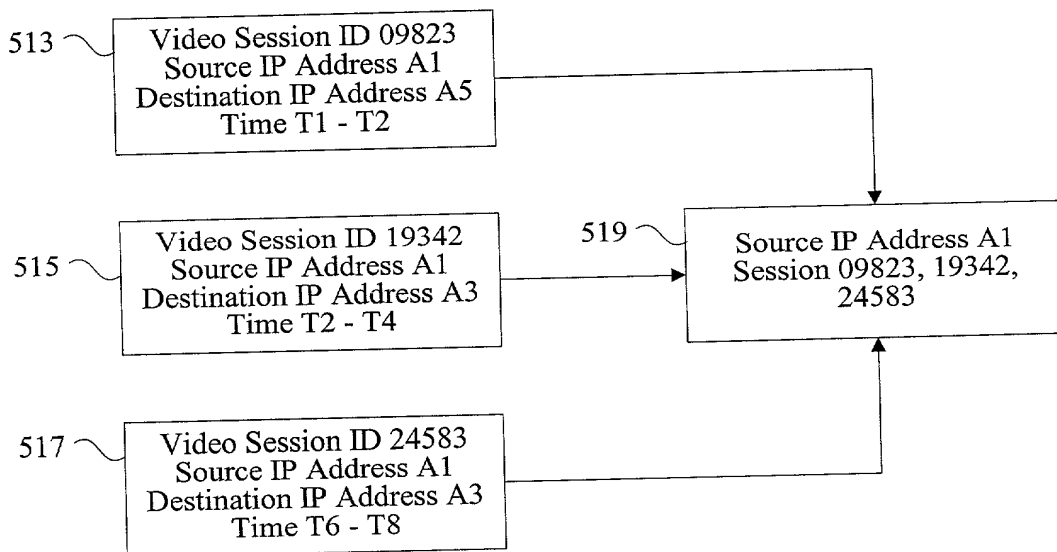 513
Video Session ID 09823
Source IP Address A1
Destination IP Address A5
Time T1 - T2
515
Video Session ID 19342
Source IP Address A1
Destination IP Address A3
Time T2 - T4
519
Source IP Address A1
Session 09823, 19342,
24583
517
Video Session ID 24583
Source IP Address A1
Destination IP Address A3
Time T6 - T8